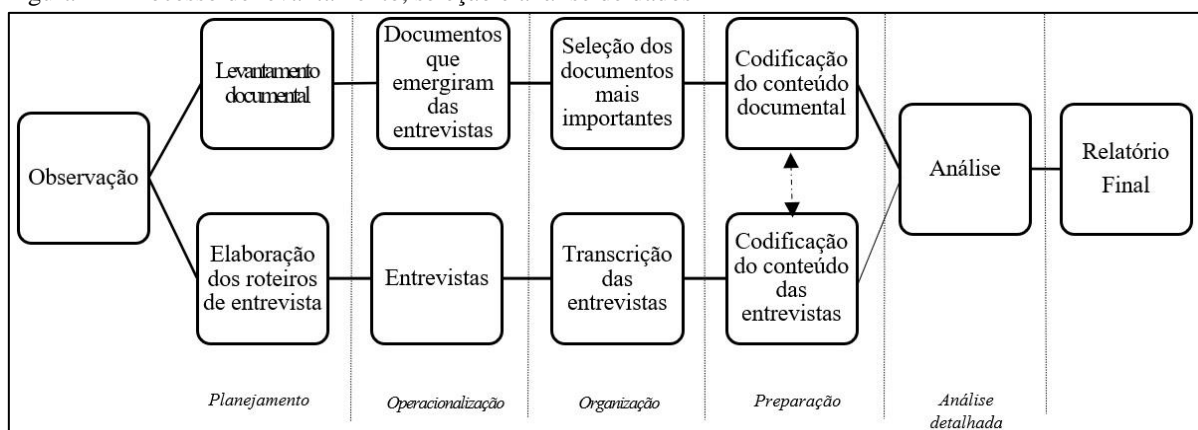 Observação
Levantamento
documental
Documentos
que
emergiram
das
entrevistas
Seleção dos
documentos
mais
importantes
Codificação
do conteúdo
documental
Elaboração
dos roteiros
de entrevista
Entrevistas
Transcrição
das
entrevistas
Codificação
do conteúdo
das
entrevistas
Análise
Relatório
Final
Planejamento
Operacionalização
Organização
Preparação
Análise
detalhada